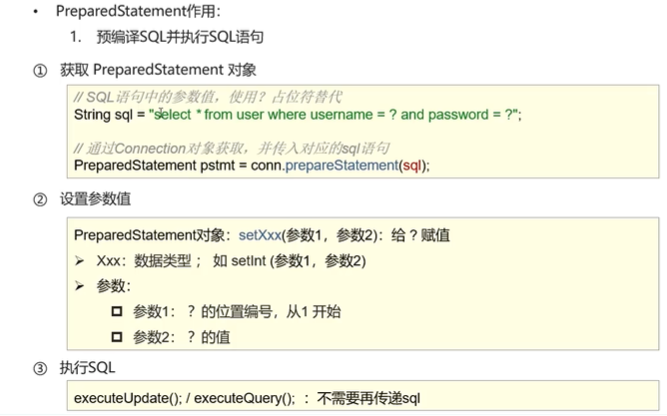 • PreparedStatement作用：
1. 预编译SQL并执行SQL语句
① 获取 PreparedStatement 对象
// SQL语句中的参数值，使用？占位符替代
String sql = "select * from user where username = ? and password = ?";
// 通过Connection对象获取，并传入对应的sql语句
PreparedStatement pstmt = conn.prepareStatement(sql);
② 设置参数值
PreparedStatement对象：setXxx(参数1，参数2)：给 ? 赋值
➢ Xxx：数据类型 ； 如 setInt (参数1，参数2)
➢ 参数：
参数1： ？的位置编号，从1 开始
参数2： ？的值
③ 执行SQL
executeUpdate(); / executeQuery(); ：不需要再传递sql